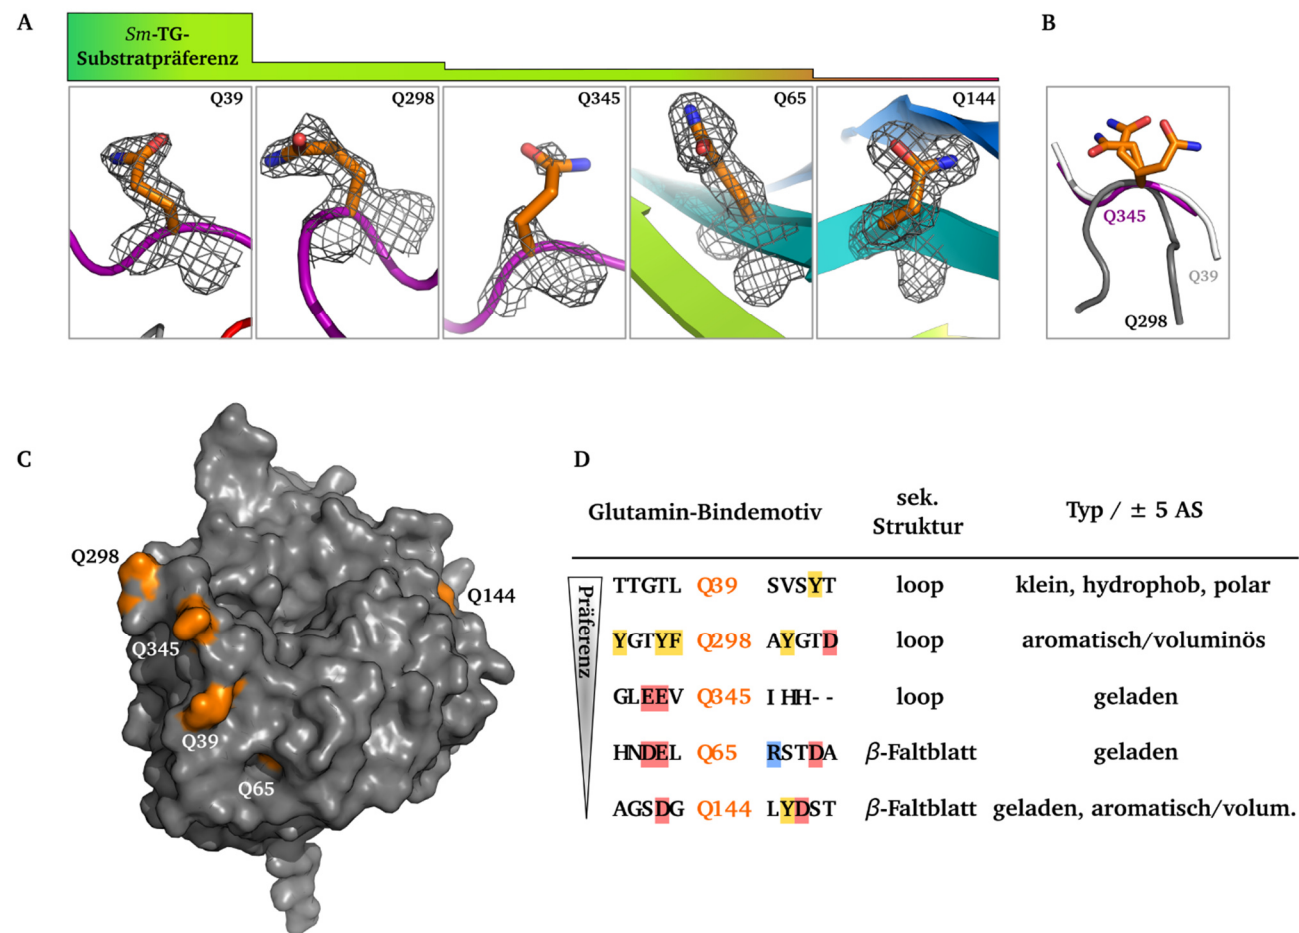 A
Sm-TG-
Substratpräferenz
Q39
Q298
Q345
Q65
Q144
B
Q345
Q39
Q298
C
Q298
Q144
Q345
Q39
Q65
D
Glutamin-Bindemotiv
sek.
Struktur
Typ / ± 5 AS
Präferenz
TTGTL Q39 SVSYT loop klein, hydrophob, polar
YGTYF Q298 AYGTD loop aromatisch/voluminös
GLEEV Q345 IHH-- loop geladen
HNDEL Q65 RSTDA β-Faltblatt geladen
AGSDG Q144 LYDST β-Faltblatt geladen, aromatisch/volum.